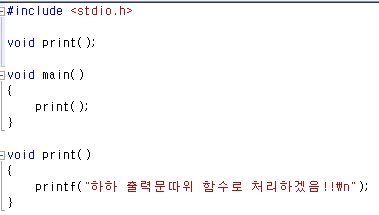 #include <stdio.h>
void print();
void main()
{
print();
}
void print()
{
printf("하하 출력문따위 함수로 처리하겠음!!₩n");
}